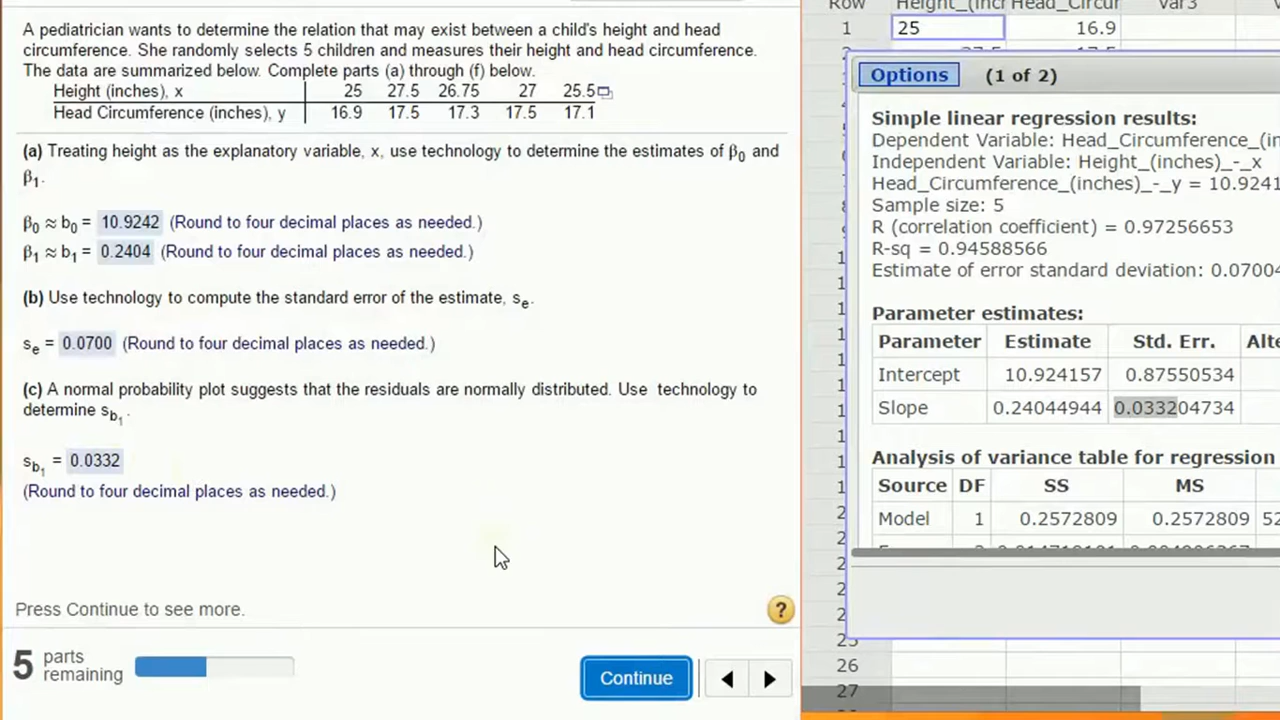 A pediatrician wants to determine the relation that may exist between a child's height and head
circumference. She randomly selects 5 children and measures their height and head circumference.
The data are summarized below. Complete parts (a) through (f) below.
Height (inches), x 25 27.5 26.75 27 25.5
Head Circumference (inches), y 16.9 17.5 17.3 17.5 17.1
(a) Treating height as the explanatory variable, x, use technology to determine the estimates of β₀ and
β₁.
β₀ ≈ b₀ = 10.9242 (Round to four decimal places as needed.)
β₁ ≈ b₁ = 0.2404 (Round to four decimal places as needed.)
(b) Use technology to compute the standard error of the estimate, sₑ.
sₑ = 0.0700 (Round to four decimal places as needed.)
(c) A normal probability plot suggests that the residuals are normally distributed. Use technology to
determine s_b₁.
s_b₁ = 0.0332
(Round to four decimal places as needed.)
Press Continue to see more.
?
5 parts
remaining
Continue
Row Height_(incl Head_Circur Var3
1 25 16.9
Options (1 of 2)
Simple linear regression results:
Dependent Variable: Head_Circumference_(in
Independent Variable: Height_(inches)_-_x
Head_Circumference_(inches)_-_y = 10.9241
Sample size: 5
R (correlation coefficient) = 0.97256653
R-sq = 0.94588566
Estimate of error standard deviation: 0.07004
Parameter estimates:
Parameter Estimate Std. Err. Alte
Intercept 10.924157 0.87550534
Slope 0.24044944 0.033204734
Analysis of variance table for regression
Source DF SS MS
Model 1 0.2572809 0.2572809 52
25
26
27